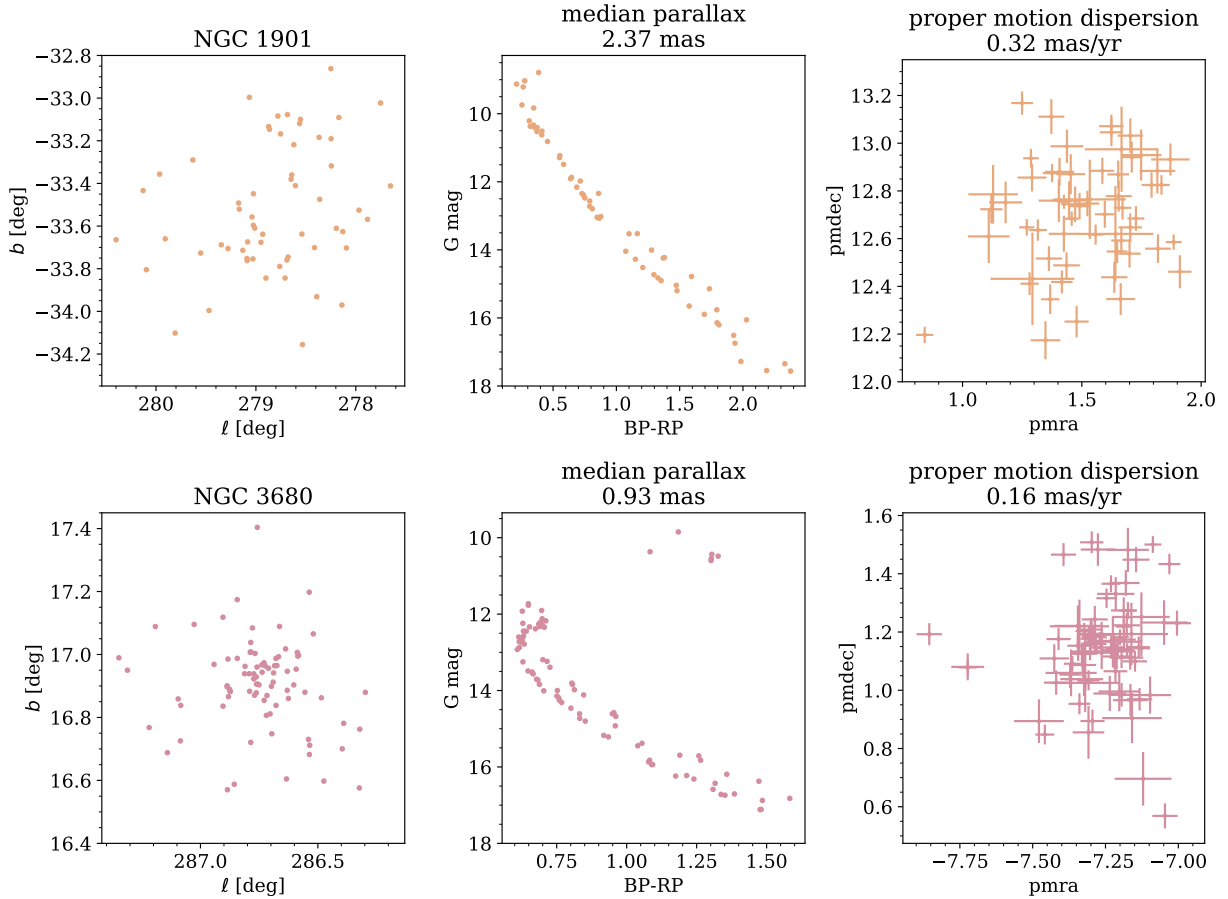 NGC 1901
−32.8
−33.0
−33.2
−33.4
−33.6
−33.8
−34.0
−34.2
b [deg]
280
279
278
ℓ [deg]
median parallax
2.37 mas
10
12
14
16
18
G mag
0.5
1.0
1.5
2.0
BP-RP
proper motion dispersion
0.32 mas/yr
13.2
13.0
12.8
12.6
12.4
12.2
12.0
pmdec]
1.0
1.5
2.0
pmra
NGC 3680
17.4
17.2
17.0
16.8
16.6
16.4
b [deg]
287.0
286.5
ℓ [deg]
median parallax
0.93 mas
10
12
14
16
18
G mag
0.75
1.00
1.25
1.50
BP-RP
proper motion dispersion
0.16 mas/yr
1.6
1.4
1.2
1.0
0.8
0.6
pmdec]
−7.75
−7.50
−7.25
−7.00
pmra